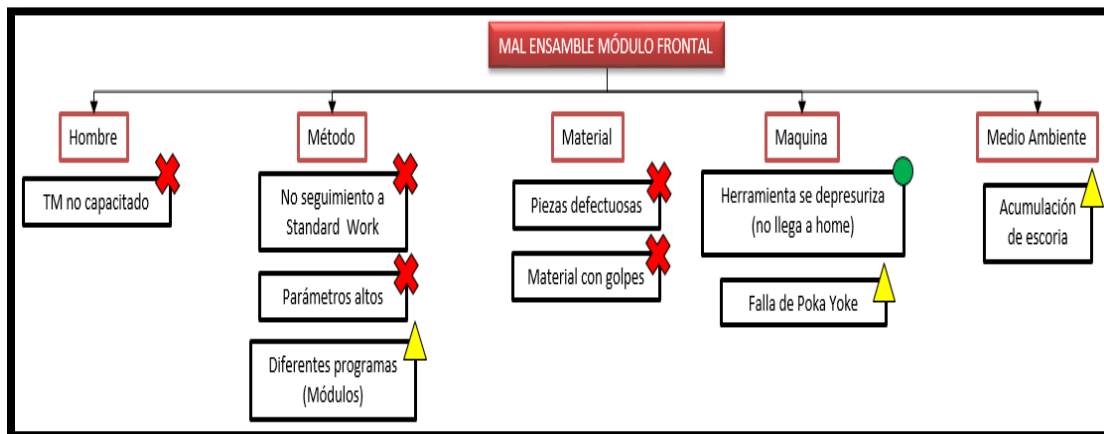 MAL ENSAMBLE MÓDULO FRONTAL
Hombre
Método
Material
Maquina
Medio Ambiente
TM no capacitado
No seguimiento a
Standard Work
Parámetros altos
Diferentes programas
(Módulos)
Piezas defectuosas
Material con golpes
Herramienta se depresuriza
(no llega a home)
Falla de Poka Yoke
Acumulación
de escoria